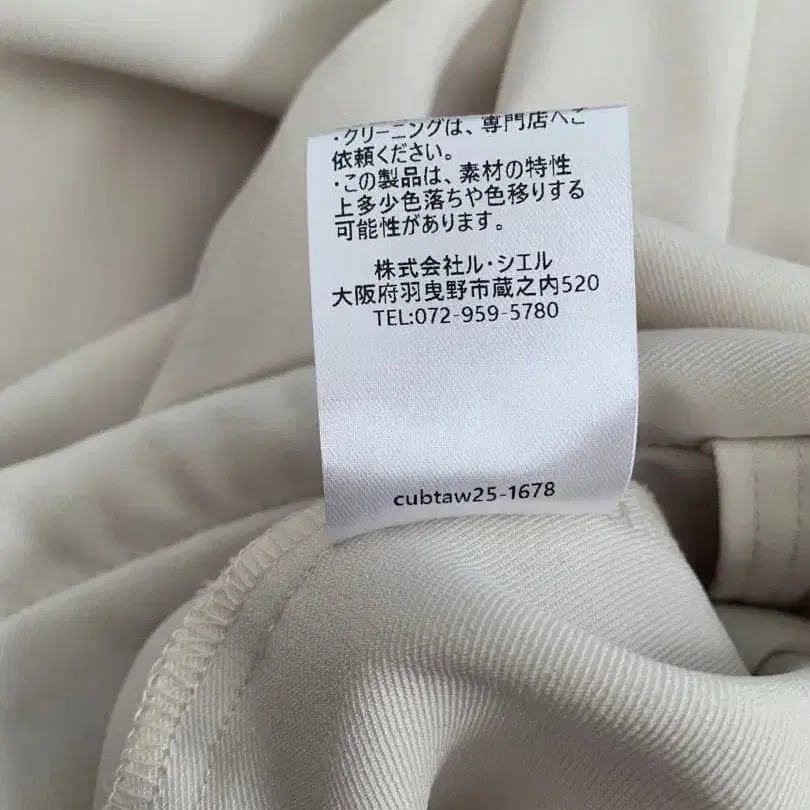 ・クリーニングは、専門店へご
依頼ください。
・この製品は、素材の特性
上多少色落ちや色移りする
可能性があります。
株式会社ル・シエル
大阪府羽曳野市蔵之内520
TEL:072-959-5780
cubtaw25-1678